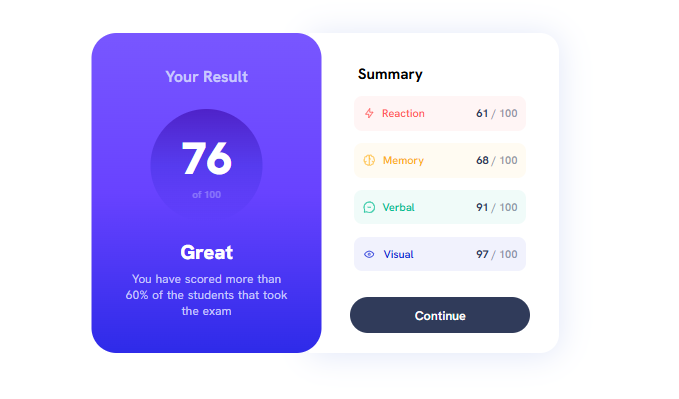 Your Result
76
of 100
Great
You have scored more than
60% of the students that took
the exam
Summary
Reaction 61 / 100
Memory 68 / 100
Verbal 91 / 100
Visual 97 / 100
Continue